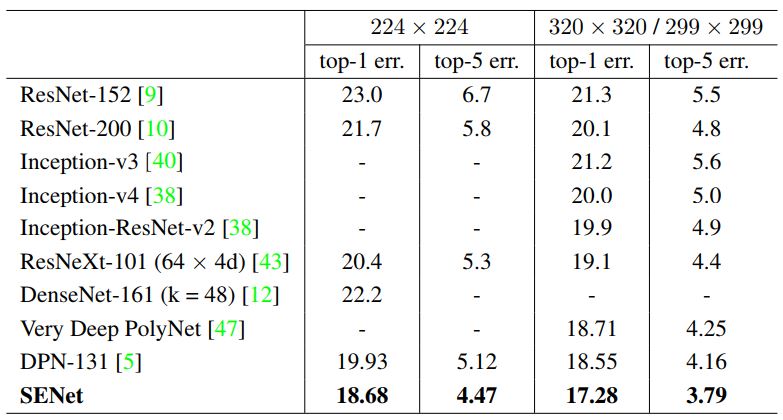 224 × 224 320 × 320 / 299 × 299
top-1 err. top-5 err. top-1 err. top-5 err.
ResNet-152 [9] 23.0 6.7 21.3 5.5
ResNet-200 [10] 21.7 5.8 20.1 4.8
Inception-v3 [40] - - 21.2 5.6
Inception-v4 [38] - - 20.0 5.0
Inception-ResNet-v2 [38] - - 19.9 4.9
ResNeXt-101 (64 × 4d) [43] 20.4 5.3 19.1 4.4
DenseNet-161 (k = 48) [12] 22.2 - - -
Very Deep PolyNet [47] - - 18.71 4.25
DPN-131 [5] 19.93 5.12 18.55 4.16
SENet 18.68 4.47 17.28 3.79